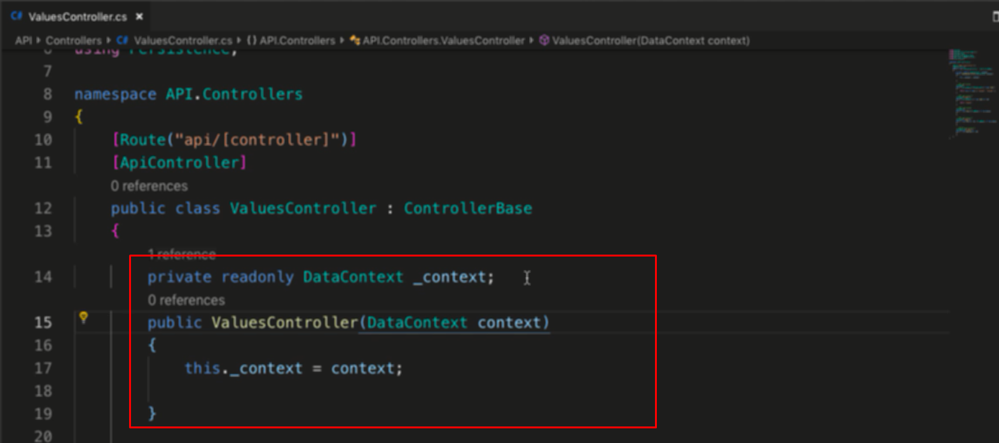 ValuesController.cs ×
API › Controllers › C# ValuesController.cs › {} API.Controllers › API.Controllers.ValuesController › ValuesController(DataContext context)
6 using Persistence;
7
8 namespace API.Controllers
9 {
10 [Route("api/[controller]")]
11 [ApiController]
0 references
12 public class ValuesController : ControllerBase
13 {
1 reference
14 private readonly DataContext _context;
0 references
15 public ValuesController(DataContext context)
16 {
17 this._context = context;
18
19 }
20